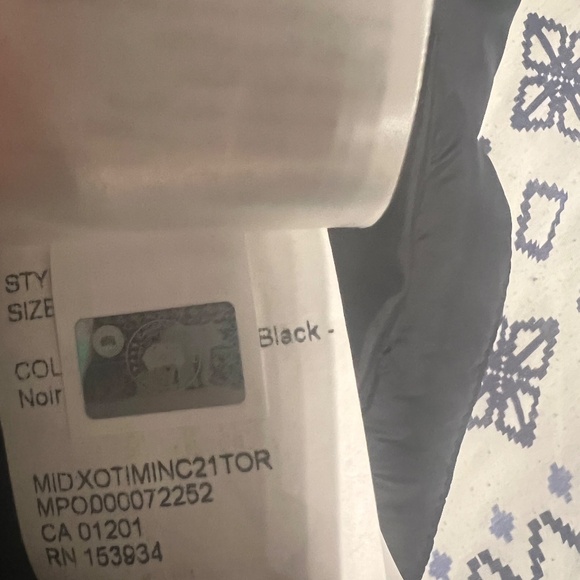 STY
SIZE
Black -
COL
Noir
MIDXOTIMINC21TOR
MPO000072252
CA 01201
RN 153934